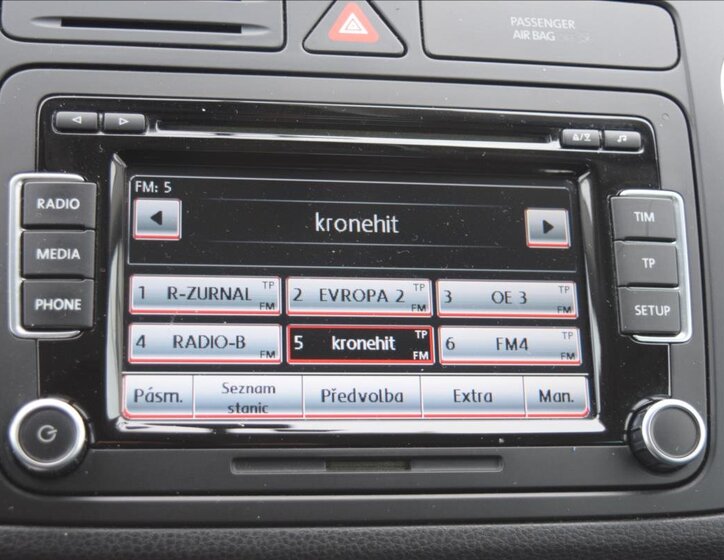 PASSENGER
AIR BAG
RADIO
MEDIA
PHONE
FM: 5
kronehit
1 R-ZURNAL TP FM
2 EVROPA 2 TP FM
3 OE 3 TP FM
4 RADIO-B FM
5 kronehit TP FM
6 FM4 TP FM
Pásm.
Seznam
stanic
Předvolba
Extra
Man.
TIM
TP
SETUP